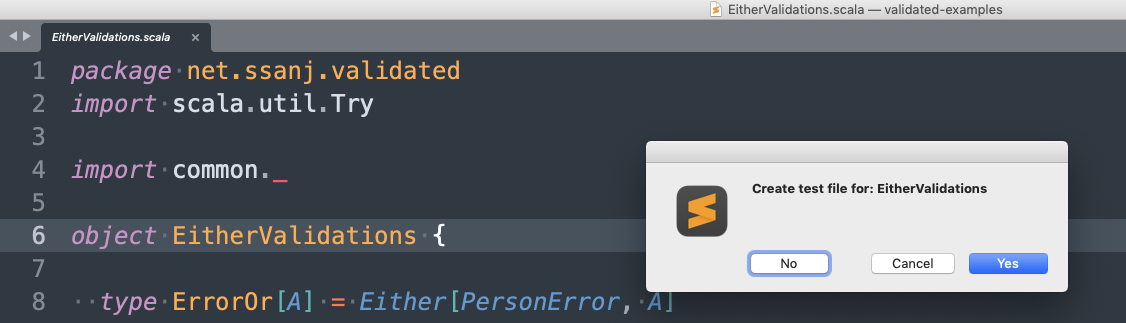 EitherValidations.scala — validated-examples
EitherValidations.scala ×
1 package net.ssanj.validated
2 import scala.util.Try
3
4 import common._
5
6 object EitherValidations {
7
8 type ErrorOr[A] = Either[PersonError, A]
Create test file for: EitherValidations
No Cancel Yes